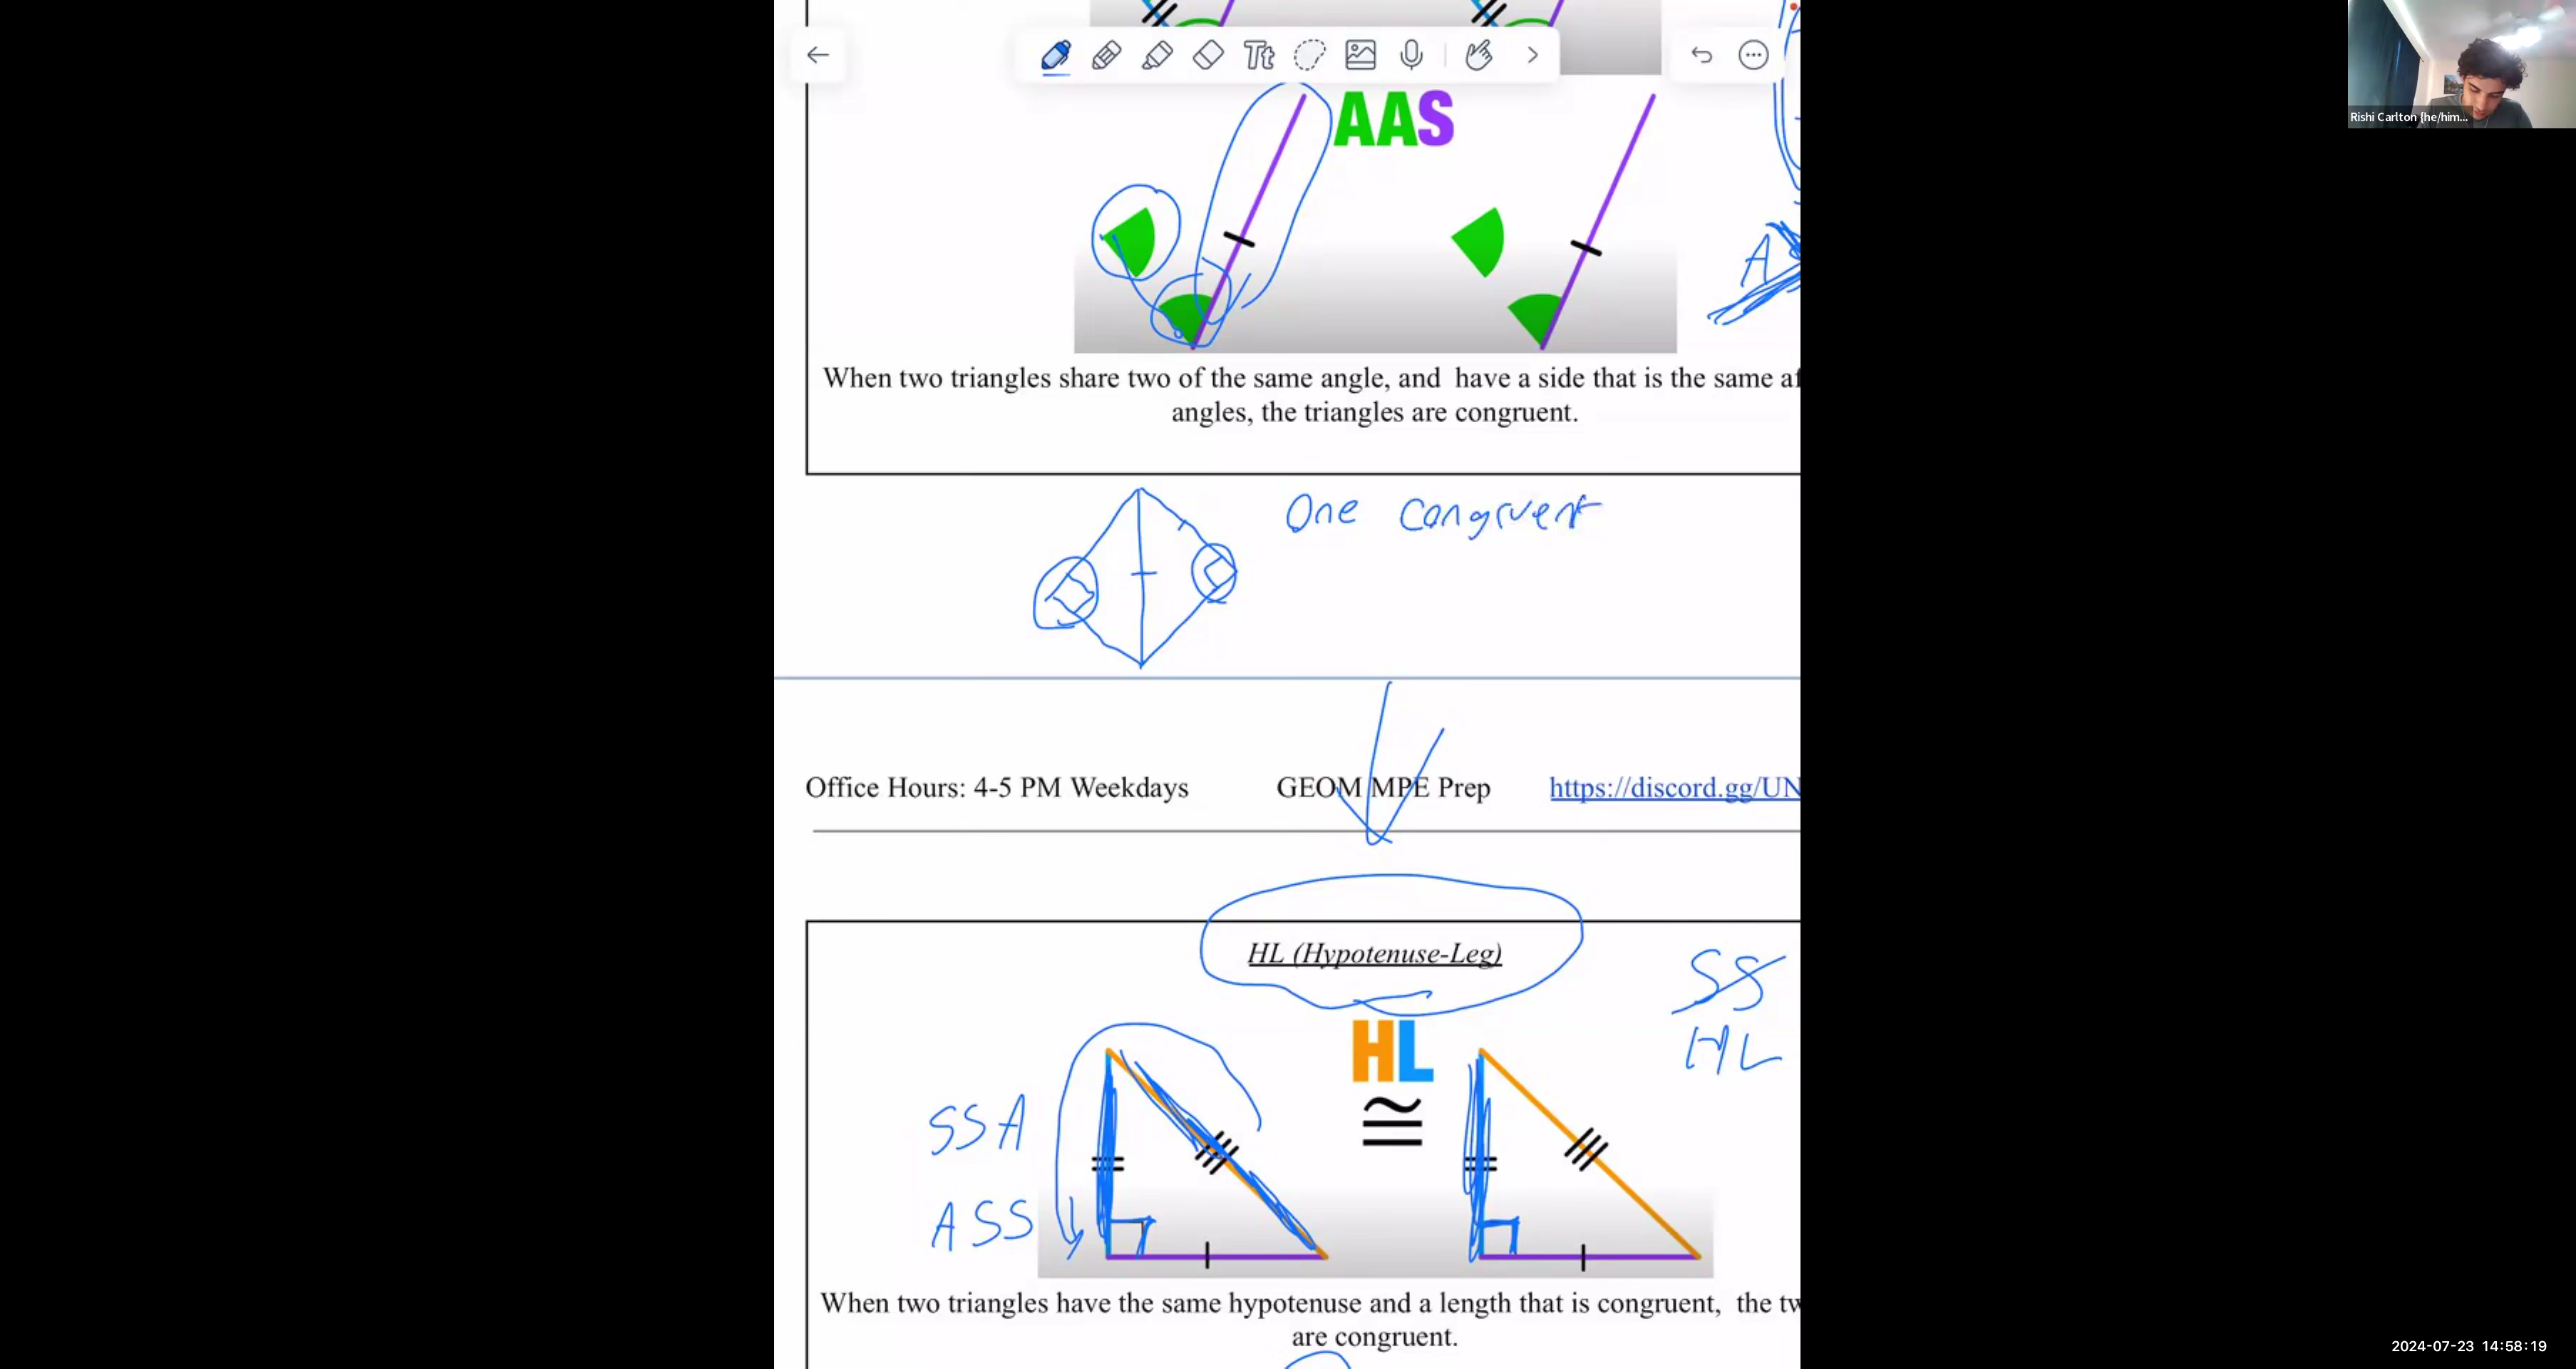 Tt
AAS
A
When two triangles share two of the same angle, and have a side that is the same af
angles, the triangles are congruent.
One Congruent
Office Hours: 4-5 PM Weekdays GEOM MPE Prep https://discord.gg/UN
HL (Hypotenuse-Leg)
SS
HL
HL
≅
SSA
ASS
When two triangles have the same hypotenuse and a length that is congruent, the tw
are congruent.
Rishi Carlton (he/him...
2024-07-23 14:58:19